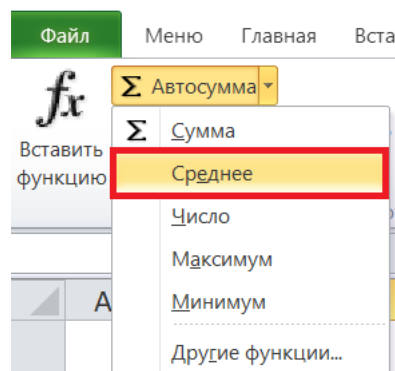 Файл Меню Главная Вста
fx Σ Автосумма
Вставить
функцию
Σ Сумма
Среднее
Число
Максимум
Минимум
Другие функции...
A